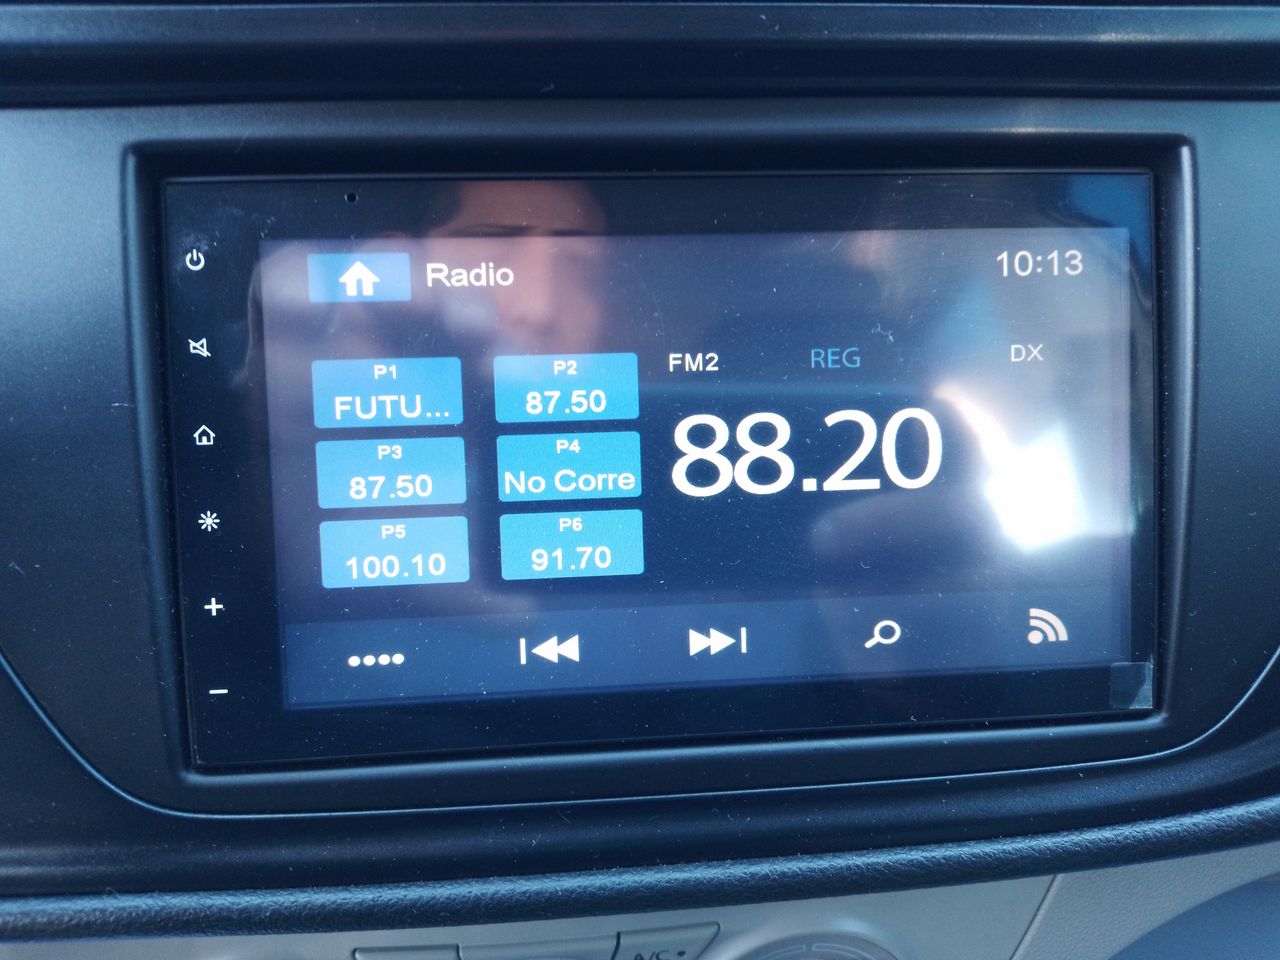 Radio
10:13
FM2
REG
DX
P1
FUTU...
P2
87.50
88.20
P3
87.50
P4
No Corre
P5
100.10
P6
91.70
A/C